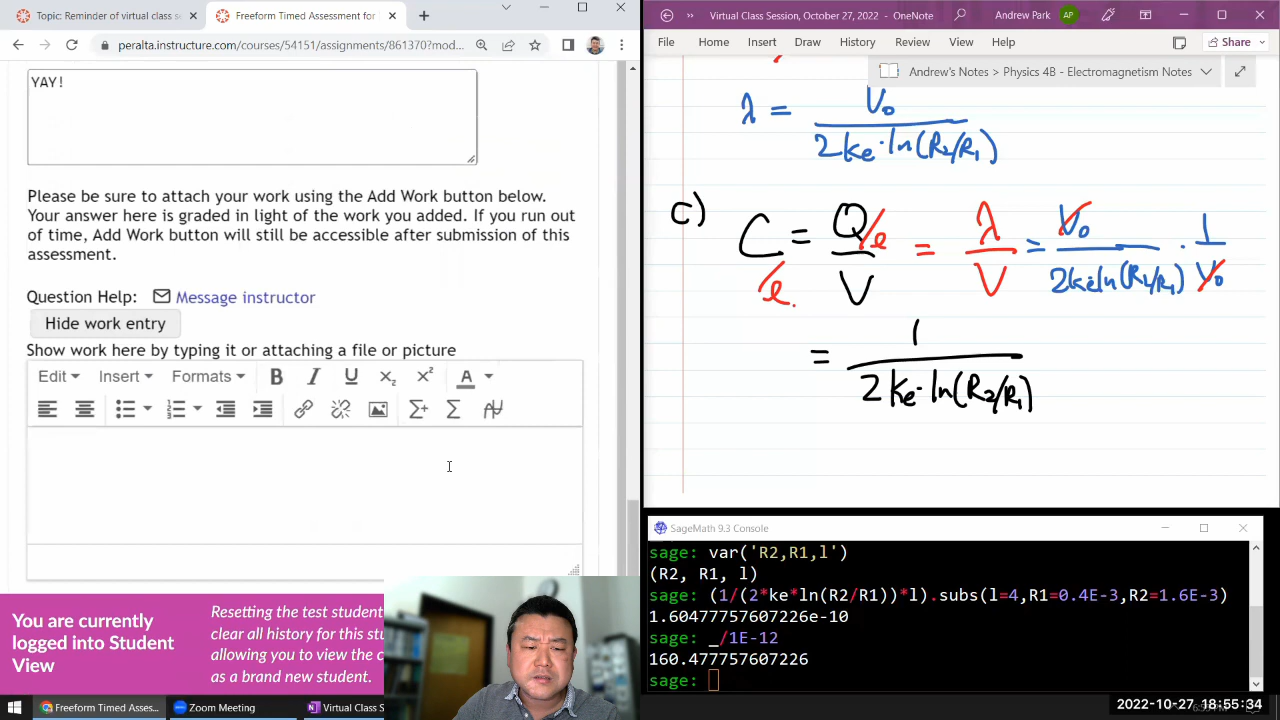 Reminder of virtual class se
Freeform Timed Assessment for
peralta.instructure.com/courses/54151/alignments/861370?mod...
YAY!
Please be sure to attach your work using the Add Work button below.
Your answer here is graded in light of the work you added. If you run out
of time, Add Work button will still be accessible after submission of this
assessment.
Question Help: Message instructor
Hide work entry
Show work here by typing it or attaching a file or picture
Edit Insert Formats B I U X₂ X² A
You are currently
logged into Student
View
Resetting the test student
clear all history for this stu
allowing you to view the c
as a brand new student.
Freeform Timed Asses...
Zoom Meeting
Virtual Class S
Virtual Class Session, October 27, 2022 - OneNote
Andrew Park AP
File Home Insert Draw History Review View Help Share
Andrew's Notes > Physics 4B - Electromagnetism Notes
λ = V₀ / 2ke·ln(R₂/R₁)
c) C/l = Q/l / V = λ / V = V₀ / 2ke ln(R₂/R₁) · 1/V₀
= 1 / 2ke·ln(R₂/R₁)
SageMath 9.3 Console
sage: var('R2,R1,l')
(R2, R1, l)
sage: (1/(2*ke*ln(R2/R1))*l).subs(l=4,R1=0.4E-3,R2=1.6E-3)
1.60477757607226e-10
sage: _/1E-12
160.477757607226
sage:
2022-10-27 18:55:34